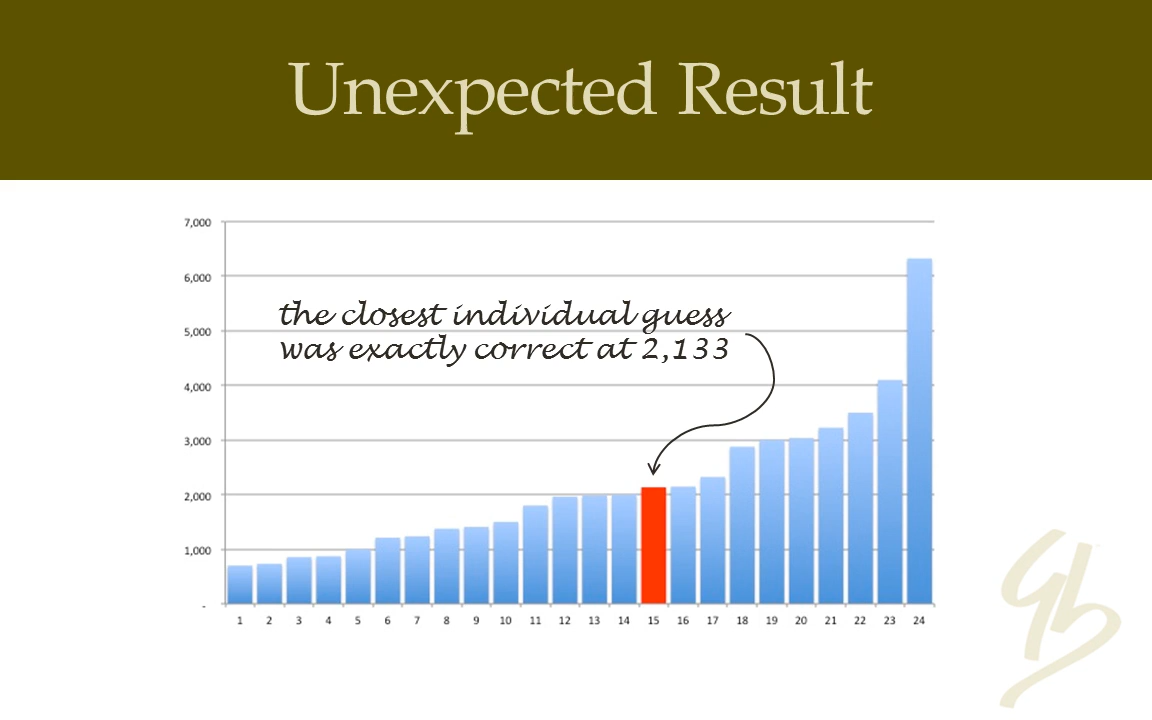 Unexpected Result
7,000
6,000
5,000
4,000
3,000
2,000
1,000
-
the closest individual guess
was exactly correct at 2,133
1 2 3 4 5 6 7 8 9 10 11 12 13 14 15 16 17 18 19 20 21 22 23 24